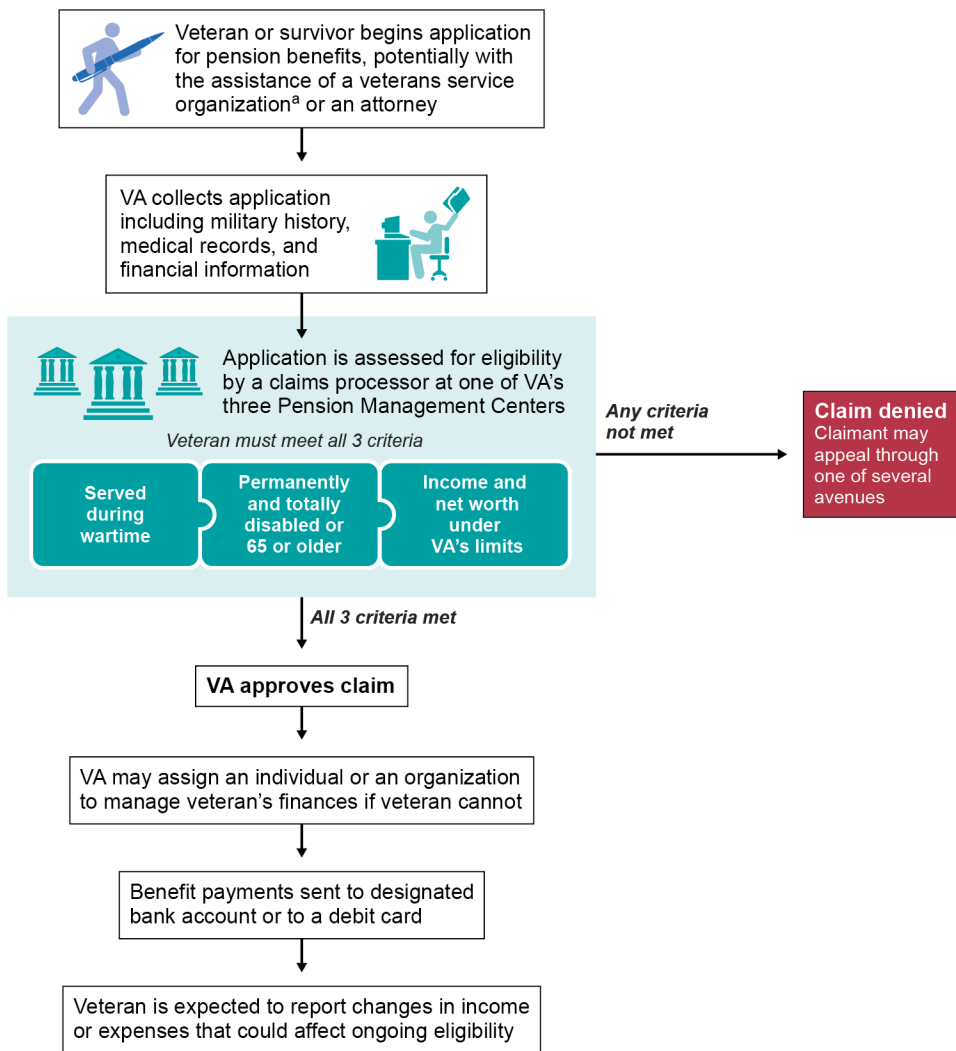 Veteran or survivor begins application
for pension benefits, potentially with
the assistance of a veterans service
organizationª or an attorney
VA collects application
including military history,
medical records, and
financial information
Application is assessed for eligibility
by a claims processor at one of VA’s
three Pension Management Centers
Veteran must meet all 3 criteria
Served
during
wartime
Permanently
and totally
disabled or
65 or older
Income and
net worth
under
VA’s limits
Any criteria
not met
Claim denied
Claimant may
appeal through
one of several
avenues
All 3 criteria met
VA approves claim
VA may assign an individual or an organization
to manage veteran’s finances if veteran cannot
Benefit payments sent to designated
bank account or to a debit card
Veteran is expected to report changes in income
or expenses that could affect ongoing eligibility